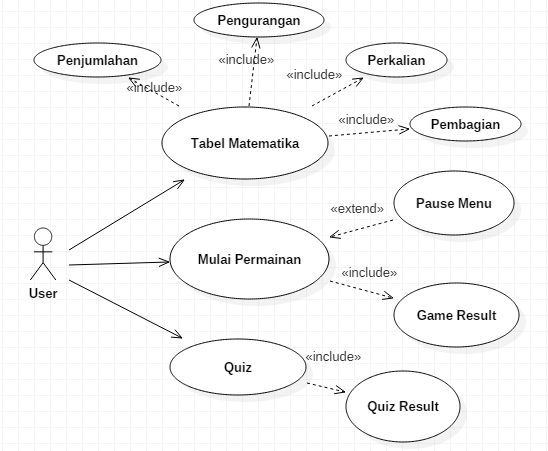 Pengurangan
«include»
Penjumlahan
«include»
Perkalian
«include»
Tabel Matematika
«include»
Pembagian
User
Mulai Permainan
«extend»
Pause Menu
«include»
Game Result
Quiz
«include»
Quiz Result